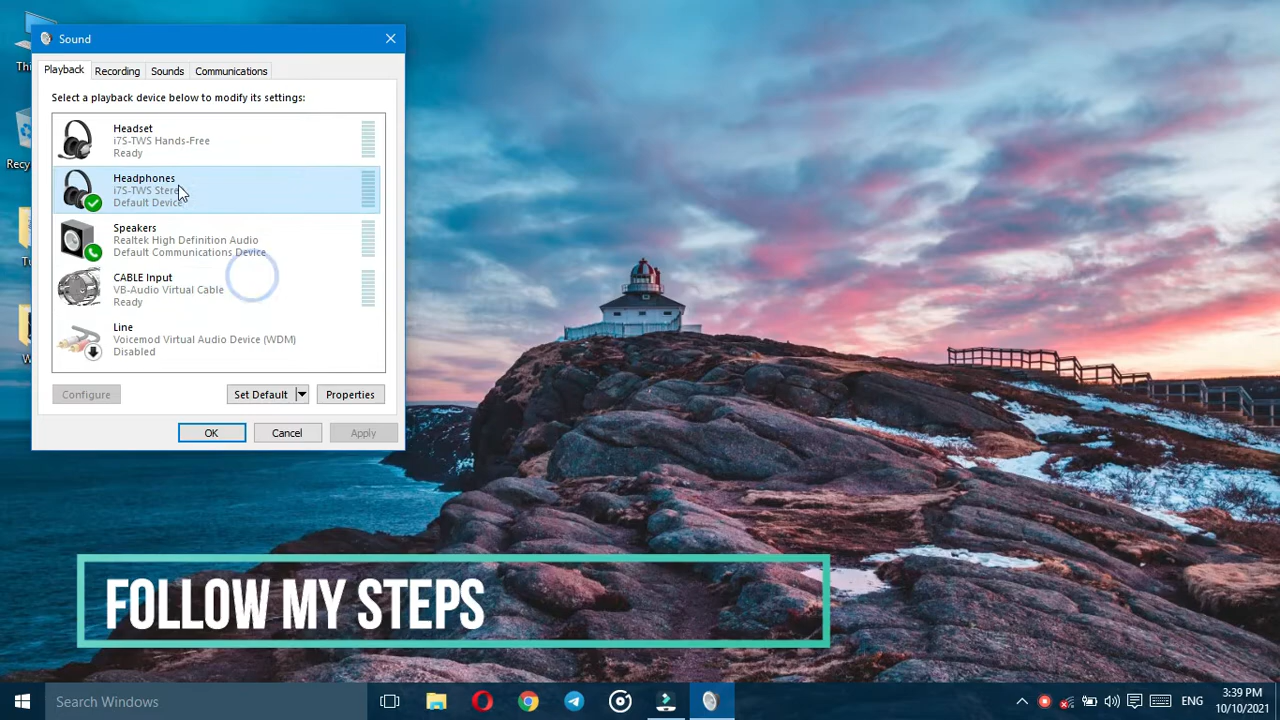 Sound
Playback
Recording
Sounds
Communications
Select a playback device below to modify its settings:
Headset
i7S-TWS Hands-Free
Ready
Headphones
i7S-TWS Stereo
Default Device
Speakers
Realtek High Definition Audio
Default Communications Device
CABLE Input
VB-Audio Virtual Cable
Ready
Line
Voicemod Virtual Audio Device (WDM)
Disabled
Configure
Set Default
Properties
OK
Cancel
Apply
FOLLOW MY STEPS
Search Windows
ENG
3:39 PM
10/10/2021